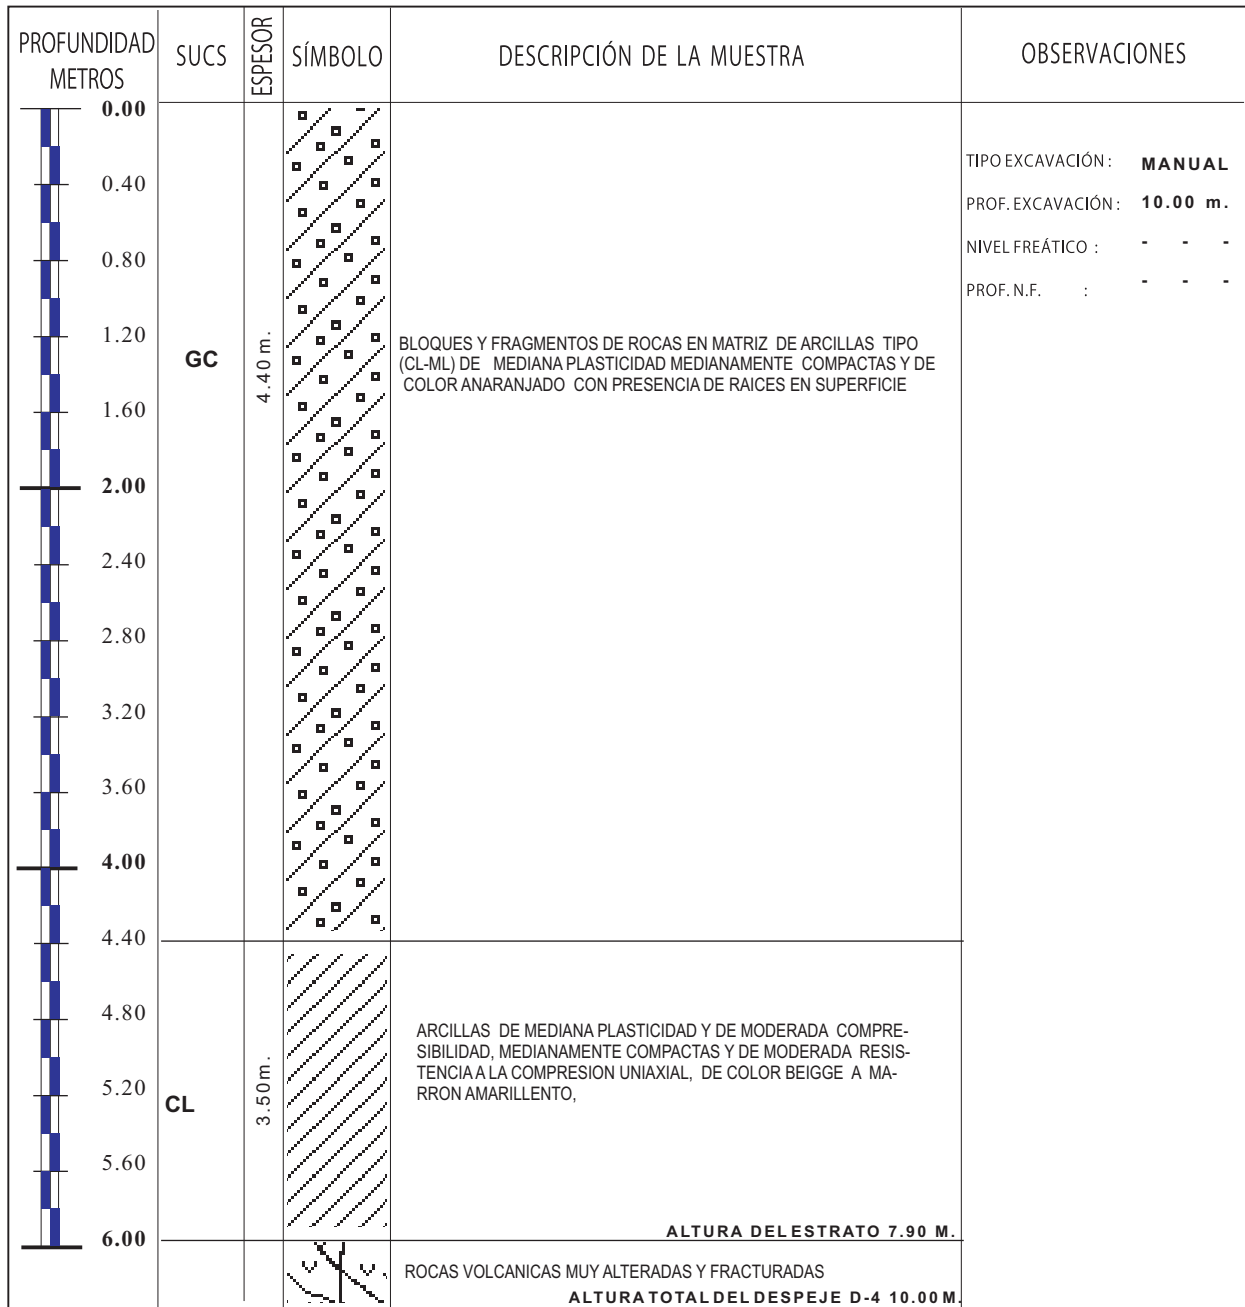 PROFUNDIDAD
METROS
SUCS
ESPESOR
SÍMBOLO
DESCRIPCIÓN DE LA MUESTRA
OBSERVACIONES
0.00
0.40
0.80
1.20
1.60
2.00
2.40
2.80
3.20
3.60
4.00
4.40
4.80
5.20
5.60
6.00
GC
4.40 m.
BLOQUES Y FRAGMENTOS DE ROCAS EN MATRIZ DE ARCILLAS TIPO
(CL-ML) DE MEDIANA PLASTICIDAD MEDIANAMENTE COMPACTAS Y DE
COLOR ANARANJADO CON PRESENCIA DE RAICES EN SUPERFICIE
TIPO EXCAVACIÓN : MANUAL
PROF. EXCAVACIÓN : 10.00 m.
NIVEL FREÁTICO : - - -
PROF. N.F. : - - -
CL
3.50m.
ARCILLAS DE MEDIANA PLASTICIDAD Y DE MODERADA COMPRE-
SIBILIDAD, MEDIANAMENTE COMPACTAS Y DE MODERADA RESIS-
TENCIA A LA COMPRESION UNIAXIAL, DE COLOR BEIGGE A MA-
RRON AMARILLENTO,
ALTURA DEL ESTRATO 7.90 M.
ROCAS VOLCANICAS MUY ALTERADAS Y FRACTURADAS
ALTURA TOTAL DEL DESPEJE D-4 10.00 M.